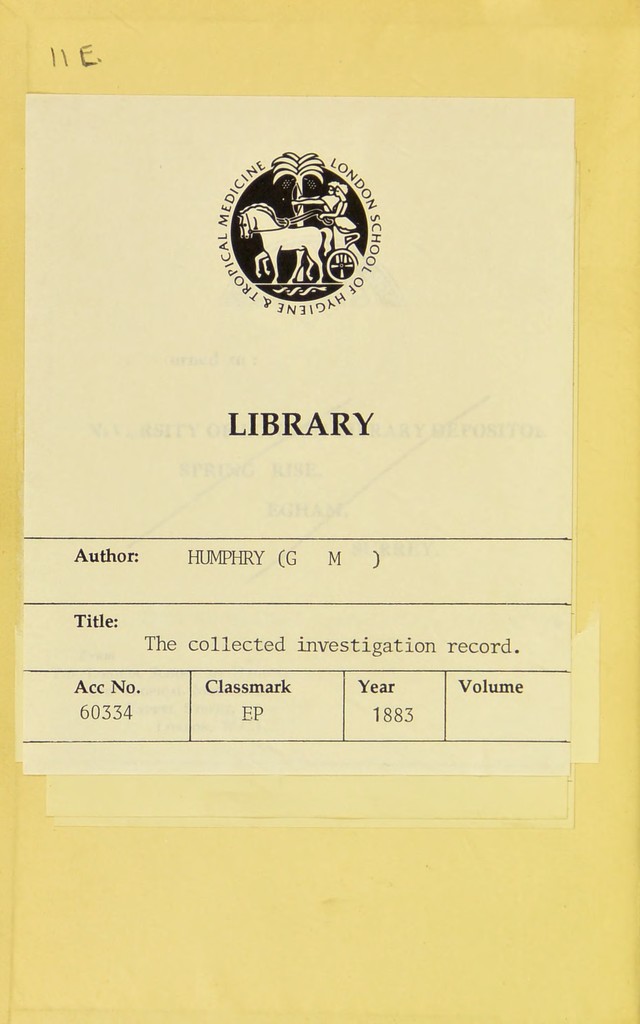 11 E.
LONDON SCHOOL OF HYGIENE & TROPICAL MEDICINE
LIBRARY
Author: HUMPHRY (G M )
Title:
The collected investigation record.
Acc No. Classmark Year Volume
60334 EP 1883